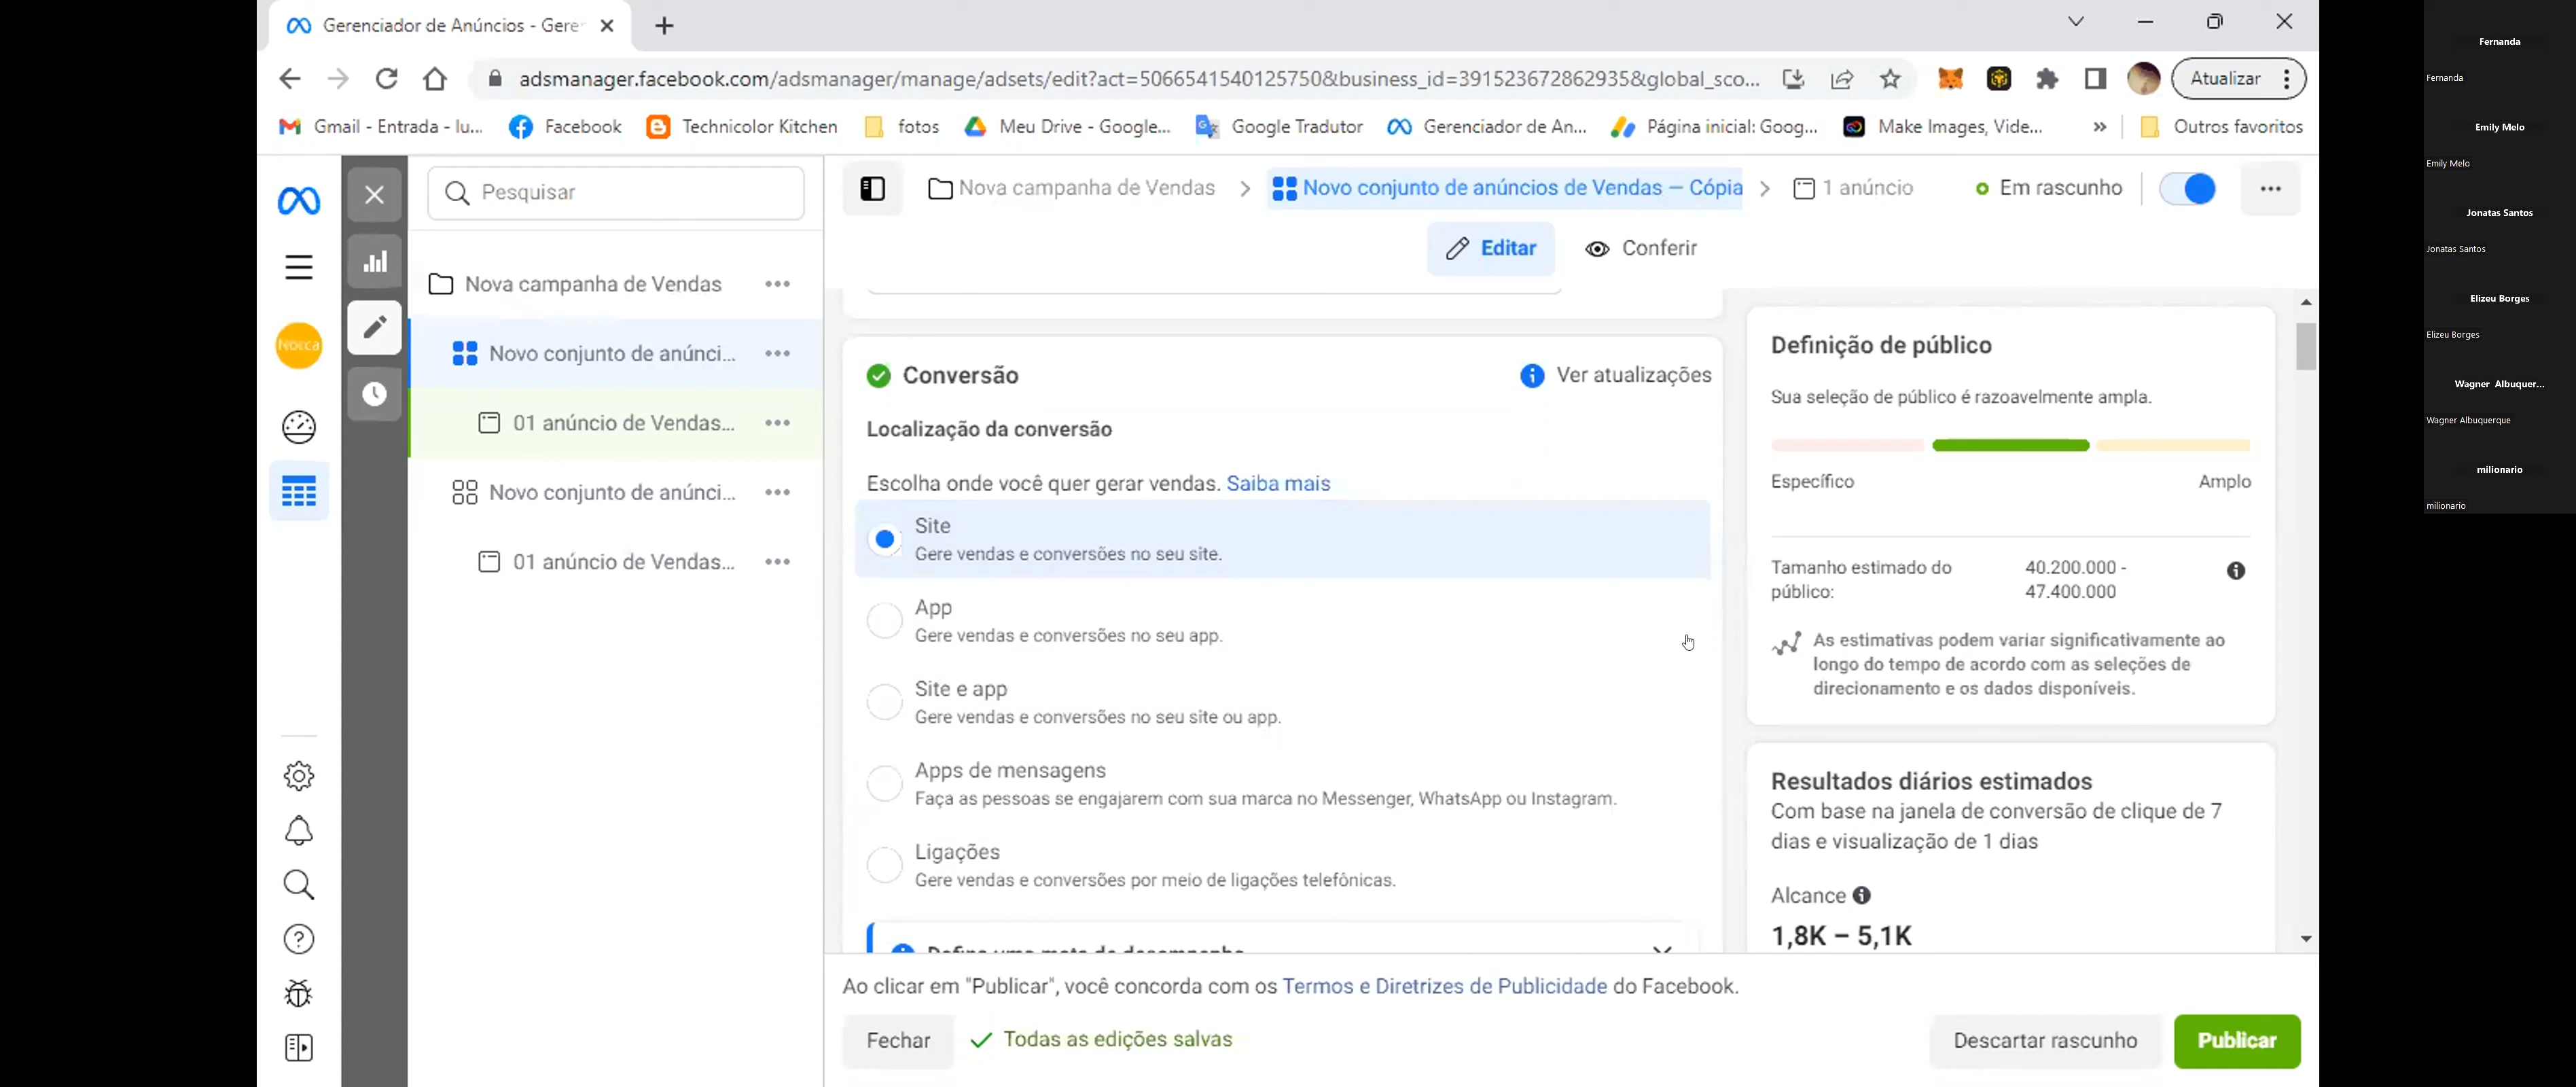 Gerenciador de Anúncios - Geren
adsmanager.facebook.com/adsmanager/manage/adsets/edit?act=506654154012575​0&business_id=391523672862935&global_sco...
Atualizar
Gmail - Entrada - lu...
Facebook
Technicolor Kitchen
fotos
Meu Drive - Google...
Google Tradutor
Gerenciador de An...
Página inicial: Goog...
Make Images, Vide...
»
Outros favoritos
Pesquisar
Nova campanha de Vendas
Novo conjunto de anúnci...
01 anúncio de Vendas...
Novo conjunto de anúnci...
01 anúncio de Vendas...
Nocca
Nova campanha de Vendas
Novo conjunto de anúncios de Vendas — Cópia
1 anúncio
Em rascunho
Editar
Conferir
Conversão
Ver atualizações
Localização da conversão
Escolha onde você quer gerar vendas. Saiba mais
Site
Gere vendas e conversões no seu site.
App
Gere vendas e conversões no seu app.
Site e app
Gere vendas e conversões no seu site ou app.
Apps de mensagens
Faça as pessoas se engajarem com sua marca no Messenger, WhatsApp ou Instagram.
Ligações
Gere vendas e conversões por meio de ligações telefônicas.
Defina uma meta de desempenho
Definição de público
Sua seleção de público é razoavelmente ampla.
Específico
Amplo
Tamanho estimado do
público:
40.200.000 -
47.400.000
As estimativas podem variar significativamente ao
longo do tempo de acordo com as seleções de
direcionamento e os dados disponíveis.
Resultados diários estimados
Com base na janela de conversão de clique de 7
dias e visualização de 1 dias
Alcance
1,8K – 5,1K
Ao clicar em "Publicar", você concorda com os Termos e Diretrizes de Publicidade do Facebook.
Fechar
Todas as edições salvas
Descartar rascunho
Publicar
Fernanda
Fernanda
Emily Melo
Emily Melo
Jonatas Santos
Jonatas Santos
Elizeu Borges
Elizeu Borges
Wagner Albuquer...
Wagner Albuquerque
milionario
milionario